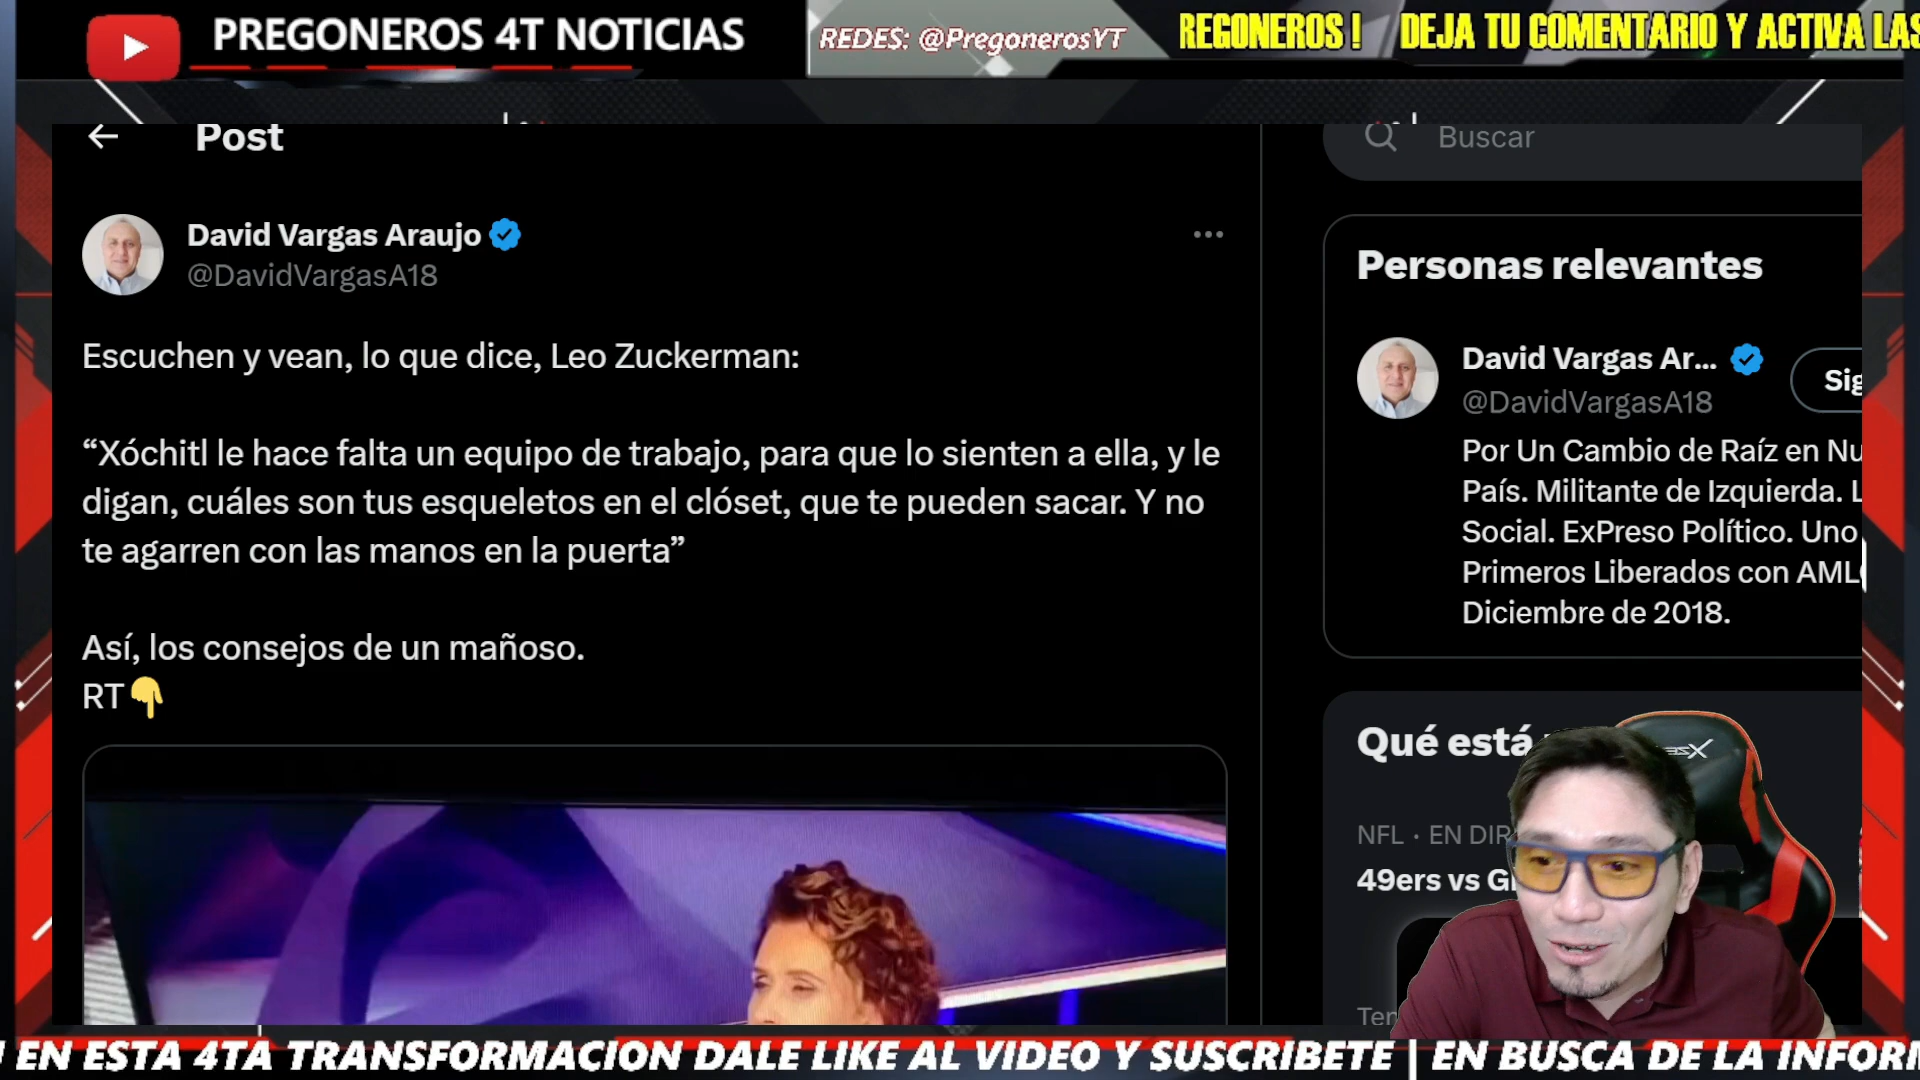 PREGONEROS 4T NOTICIAS
REDES: @PregonerosYT
REGONEROS ! DEJA TU COMENTARIO Y ACTIVA LAS
Post
David Vargas Araujo
@DavidVargasA18
Escuchen y vean, lo que dice, Leo Zuckerman:
“Xóchitl le hace falta un equipo de trabajo, para que lo sienten a ella, y le
digan, cuáles son tus esqueletos en el clóset, que te pueden sacar. Y no
te agarren con las manos en la puerta”
Así, los consejos de un mañoso.
RT👇
Buscar
Personas relevantes
David Vargas Ar...
@DavidVargasA18
Sig
Por Un Cambio de Raíz en Nu
País. Militante de Izquierda. L
Social. ExPreso Político. Uno
Primeros Liberados con AML
Diciembre de 2018.
Qué está
NFL · EN DIR
49ers vs G
Ten
EN ESTA 4TA TRANSFORMACION DALE LIKE AL VIDEO Y SUSCRIBETE | EN BUSCA DE LA INFOR